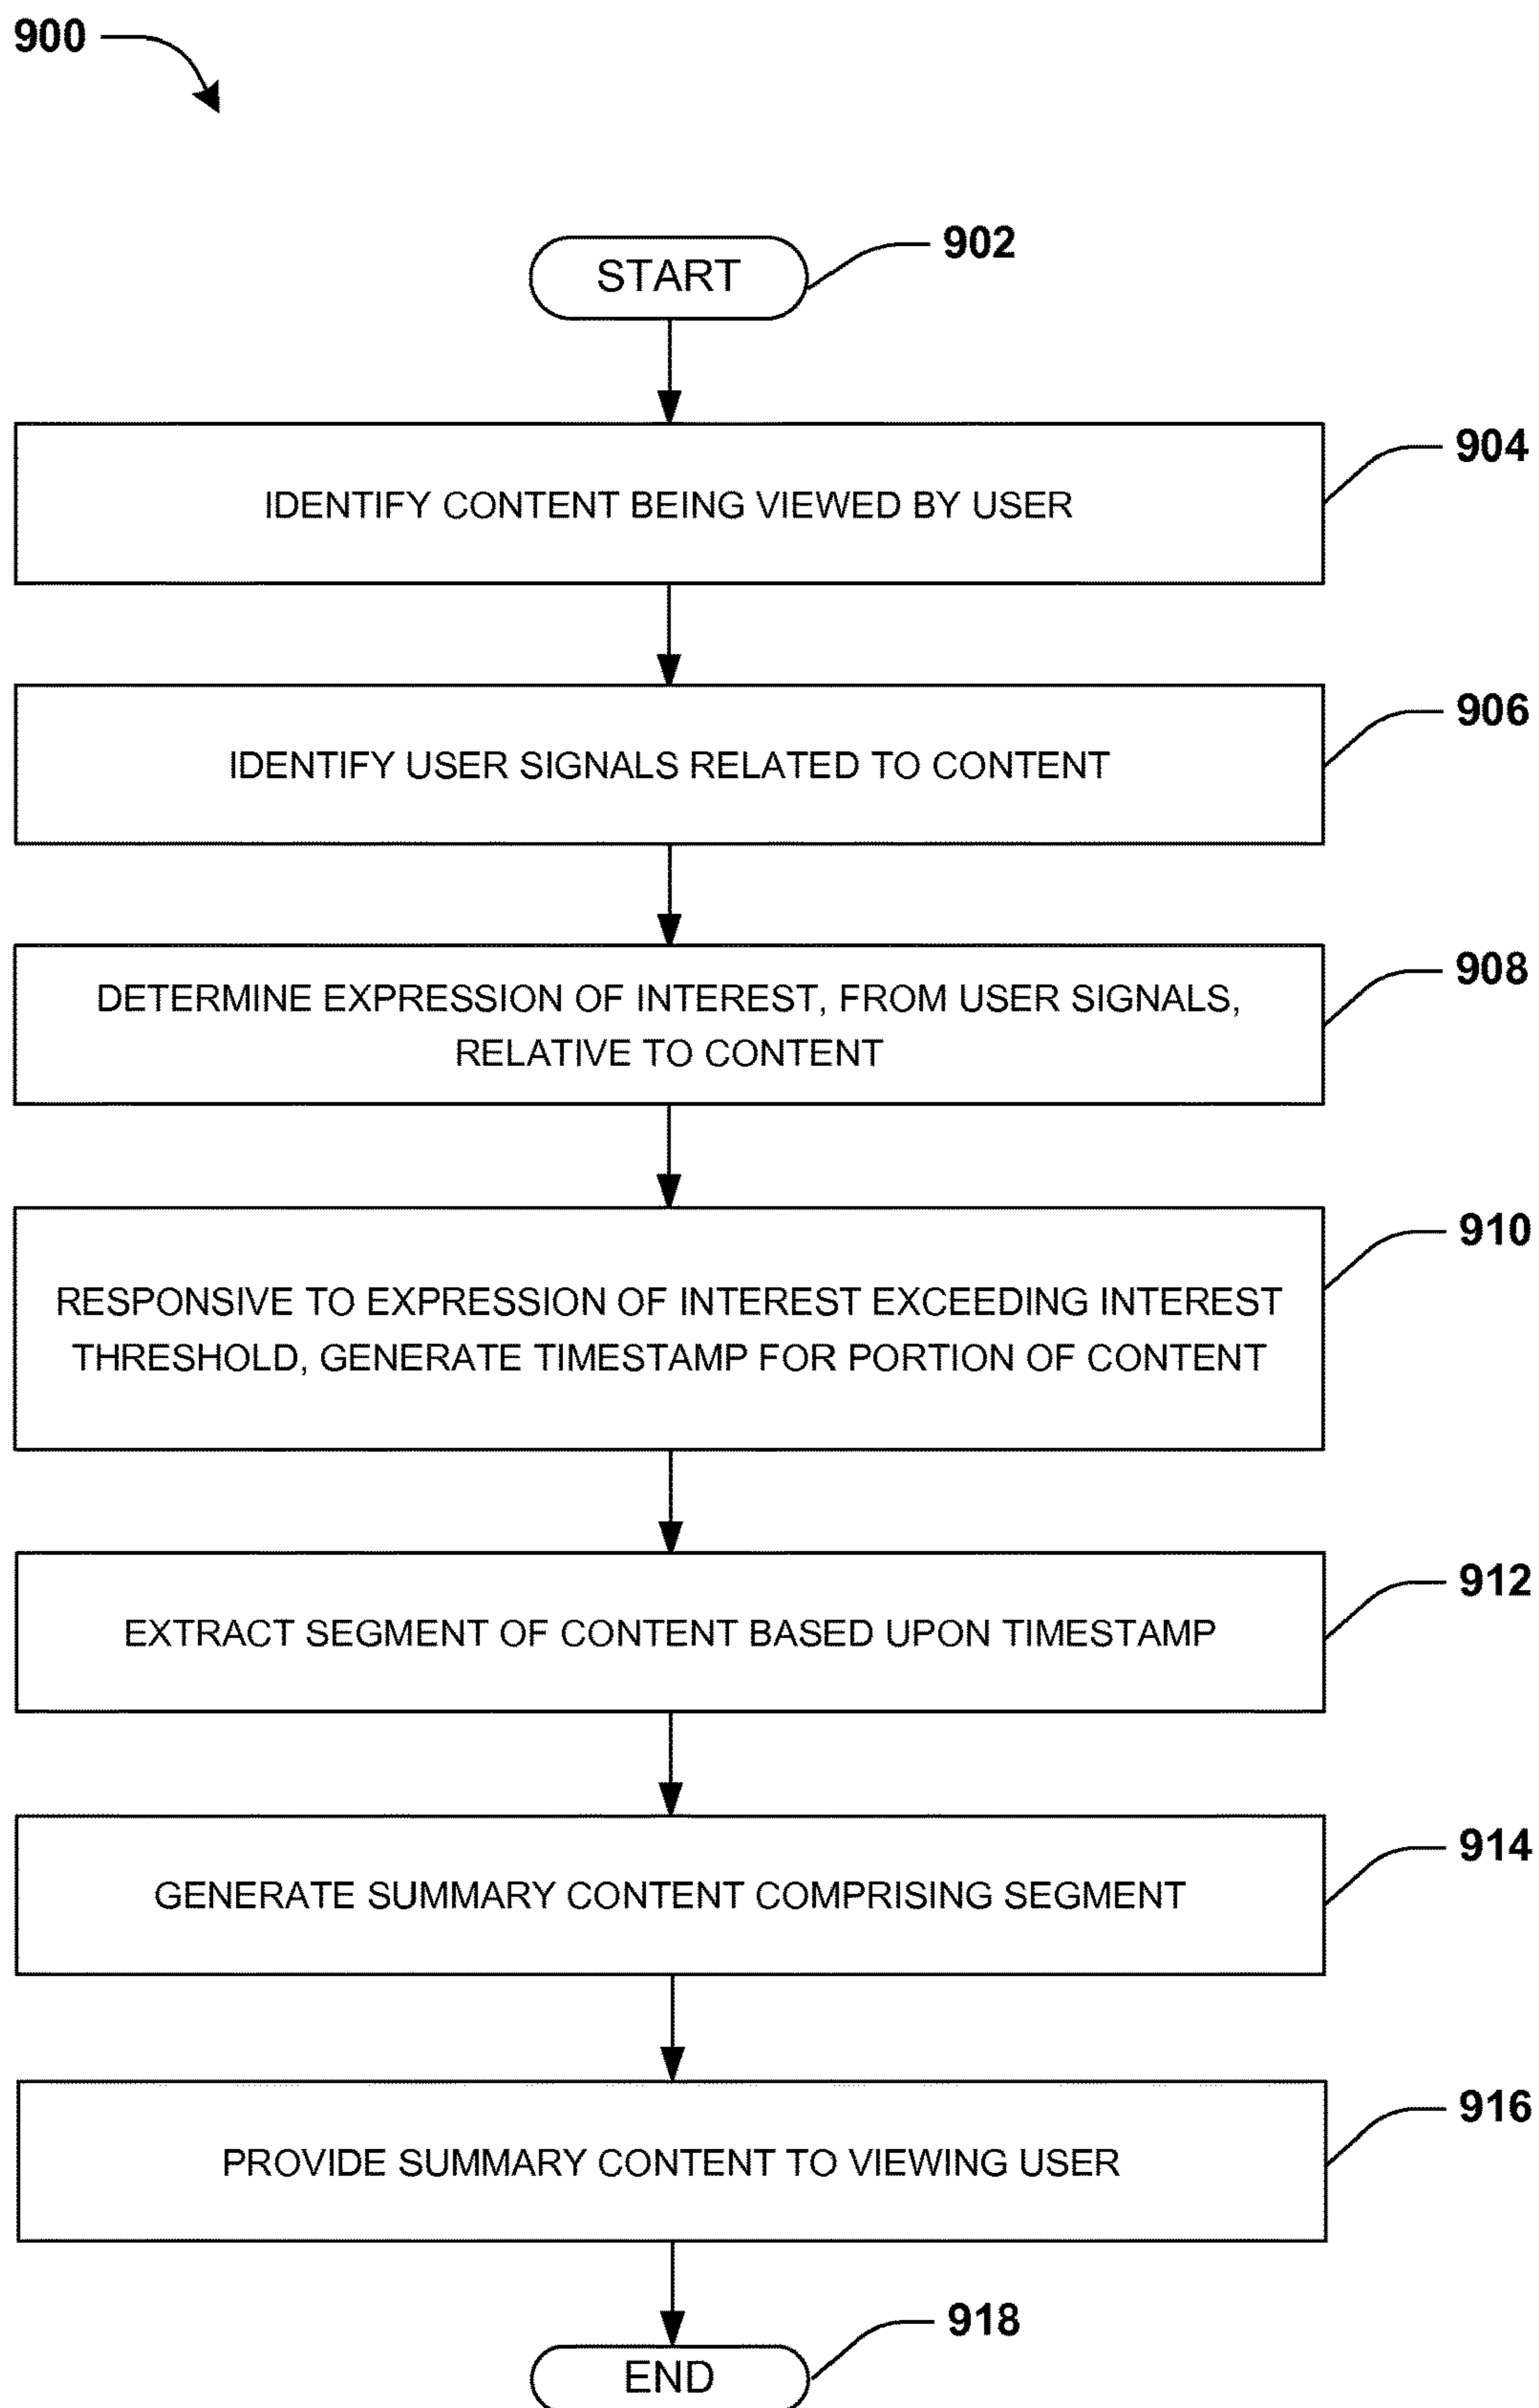 900
START
902
IDENTIFY CONTENT BEING VIEWED BY USER
904
IDENTIFY USER SIGNALS RELATED TO CONTENT
906
DETERMINE EXPRESSION OF INTEREST, FROM USER SIGNALS,
RELATIVE TO CONTENT
908
RESPONSIVE TO EXPRESSION OF INTEREST EXCEEDING INTEREST
THRESHOLD, GENERATE TIMESTAMP FOR PORTION OF CONTENT
910
EXTRACT SEGMENT OF CONTENT BASED UPON TIMESTAMP
912
GENERATE SUMMARY CONTENT COMPRISING SEGMENT
914
PROVIDE SUMMARY CONTENT TO VIEWING USER
916
END
918